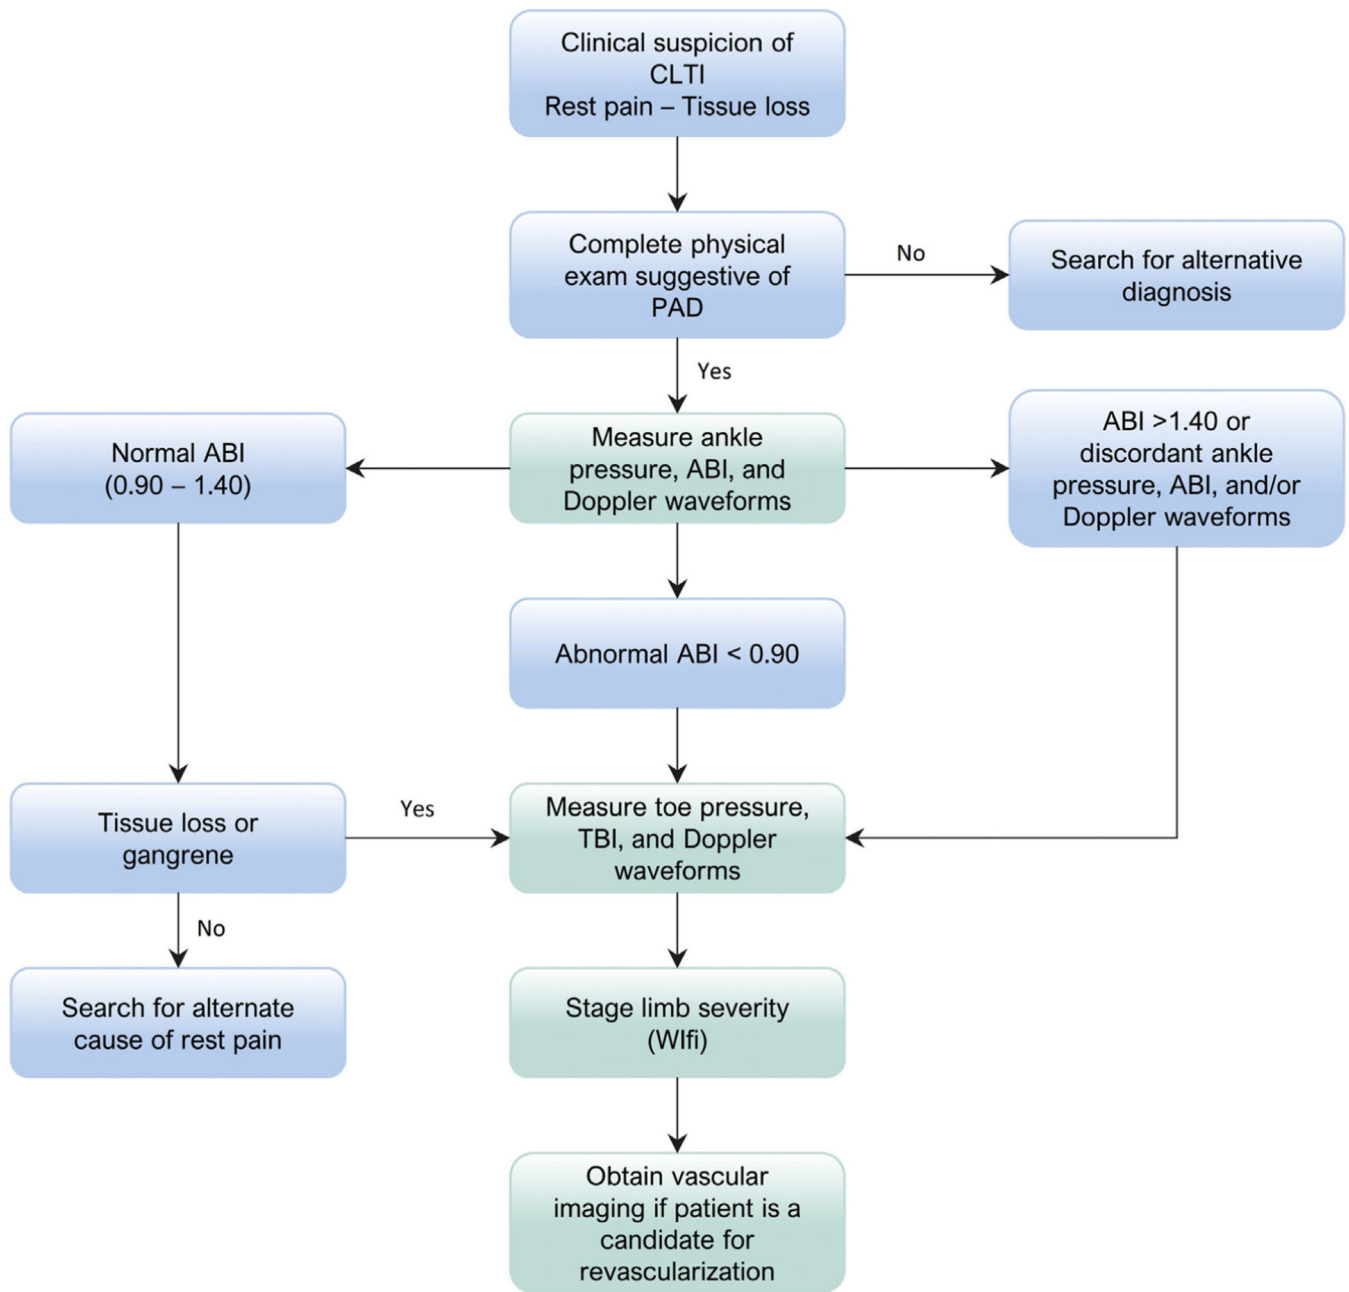 Clinical suspicion of
CLTI
Rest pain – Tissue loss
Complete physical
exam suggestive of
PAD
No
Search for alternative
diagnosis
Yes
Normal ABI
(0.90 – 1.40)
Measure ankle
pressure, ABI, and
Doppler waveforms
ABI >1.40 or
discordant ankle
pressure, ABI, and/or
Doppler waveforms
Abnormal ABI < 0.90
Tissue loss or
gangrene
Yes
Measure toe pressure,
TBI, and Doppler
waveforms
No
Search for alternate
cause of rest pain
Stage limb severity
(WIfi)
Obtain vascular
imaging if patient is a
candidate for
revascularization